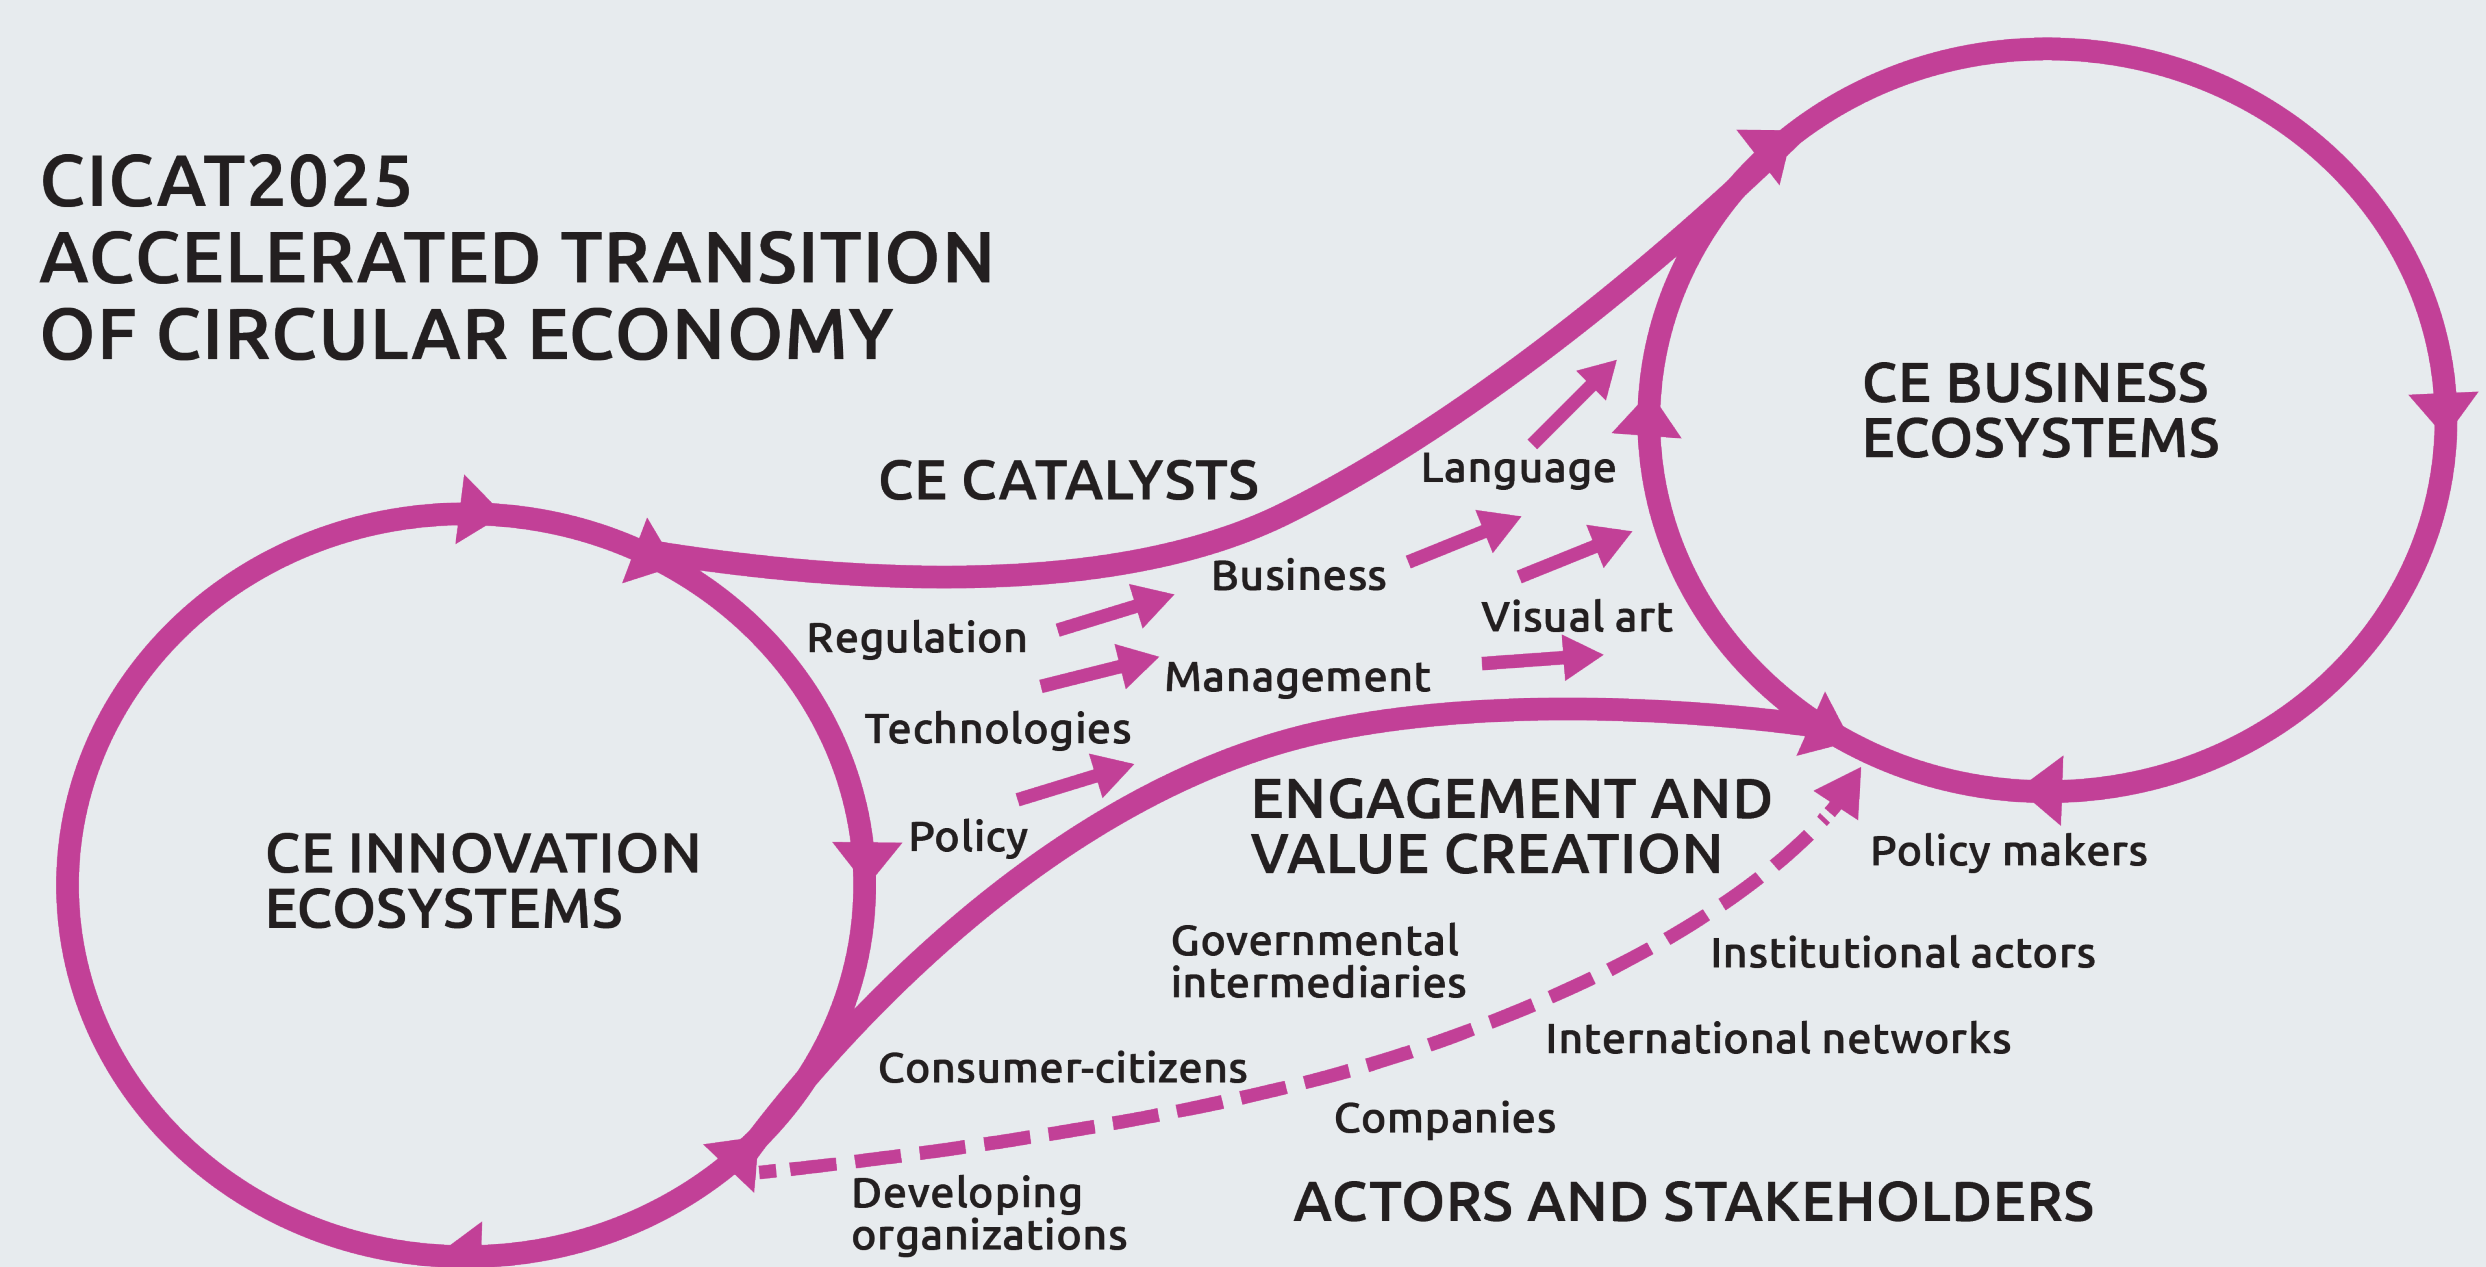 CICAT2025
ACCELERATED TRANSITION
OF CIRCULAR ECONOMY
CE BUSINESS
ECOSYSTEMS
CE CATALYSTS
Language
Business
Visual art
Regulation
Management
Technologies
Policy
CE INNOVATION
ECOSYSTEMS
ENGAGEMENT AND
VALUE CREATION
Policy makers
Governmental
intermediaries
Institutional actors
International networks
Consumer-citizens
Companies
Developing
organizations
ACTORS AND STAKEHOLDERS